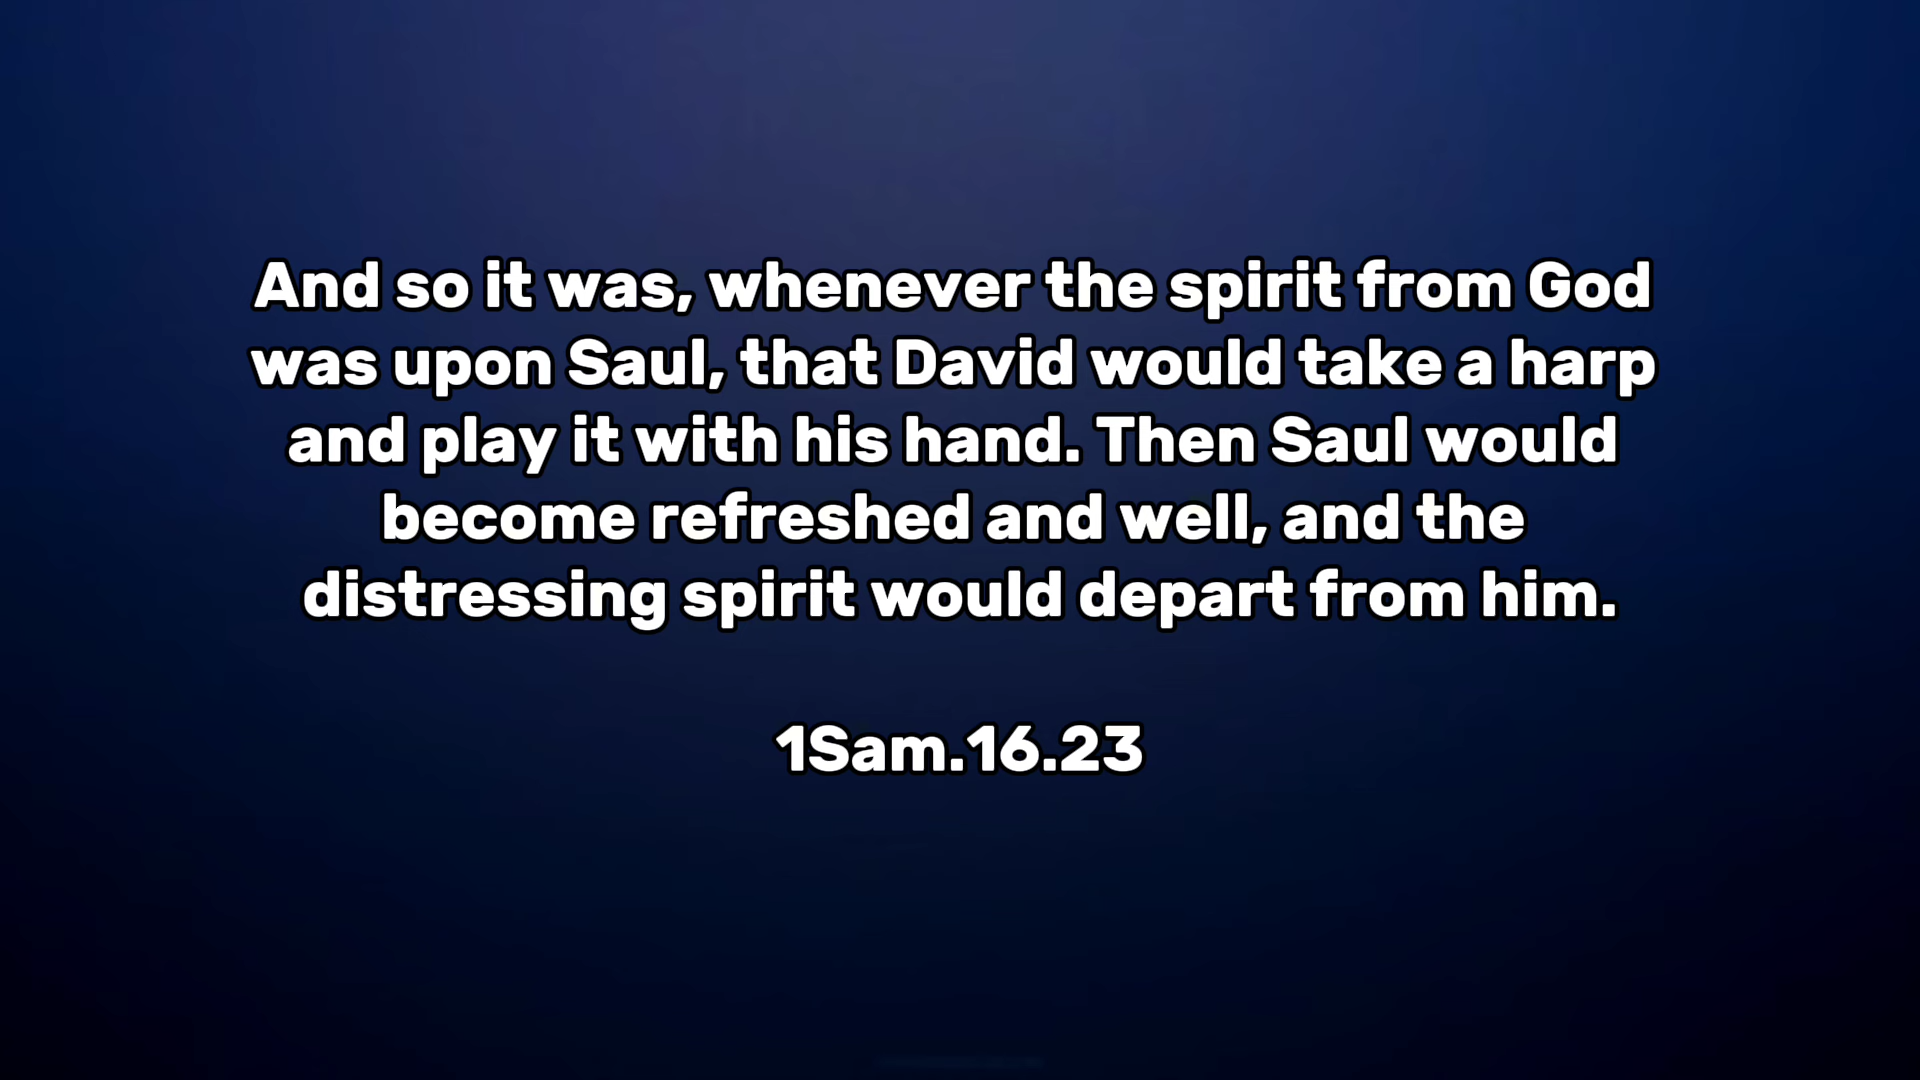 And so it was, whenever the spirit from God
was upon Saul, that David would take a harp
and play it with his hand. Then Saul would
become refreshed and well, and the
distressing spirit would depart from him.
1Sam.16.23